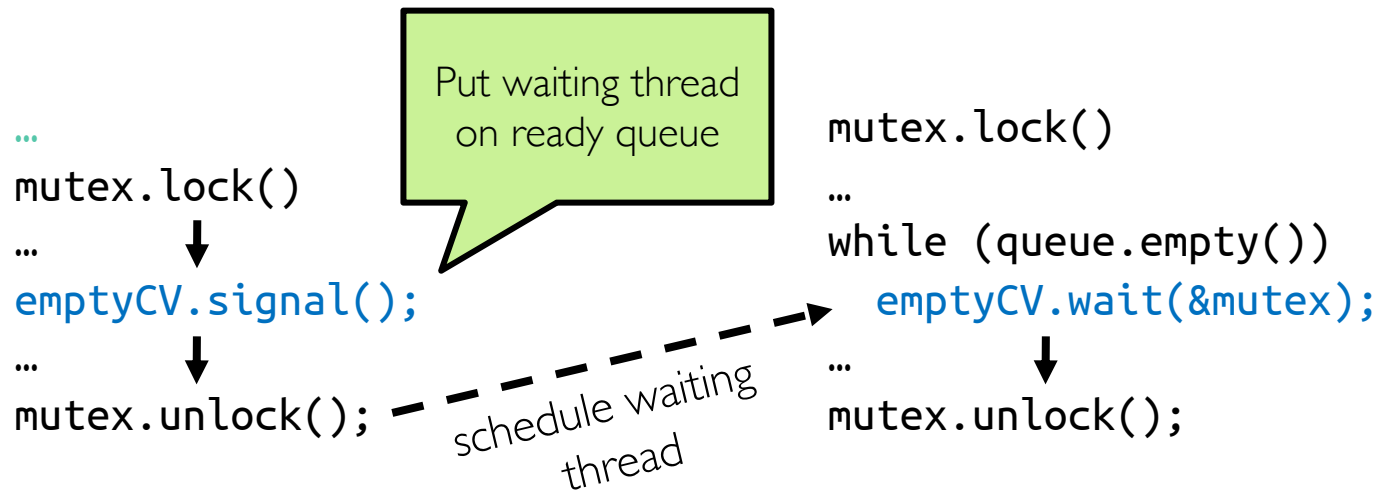 …
mutex.lock()
…
emptyCV.signal();
…
mutex.unlock();
Put waiting thread
on ready queue
schedule waiting
thread
mutex.lock()
…
while (queue.empty())
emptyCV.wait(&mutex);
…
mutex.unlock();